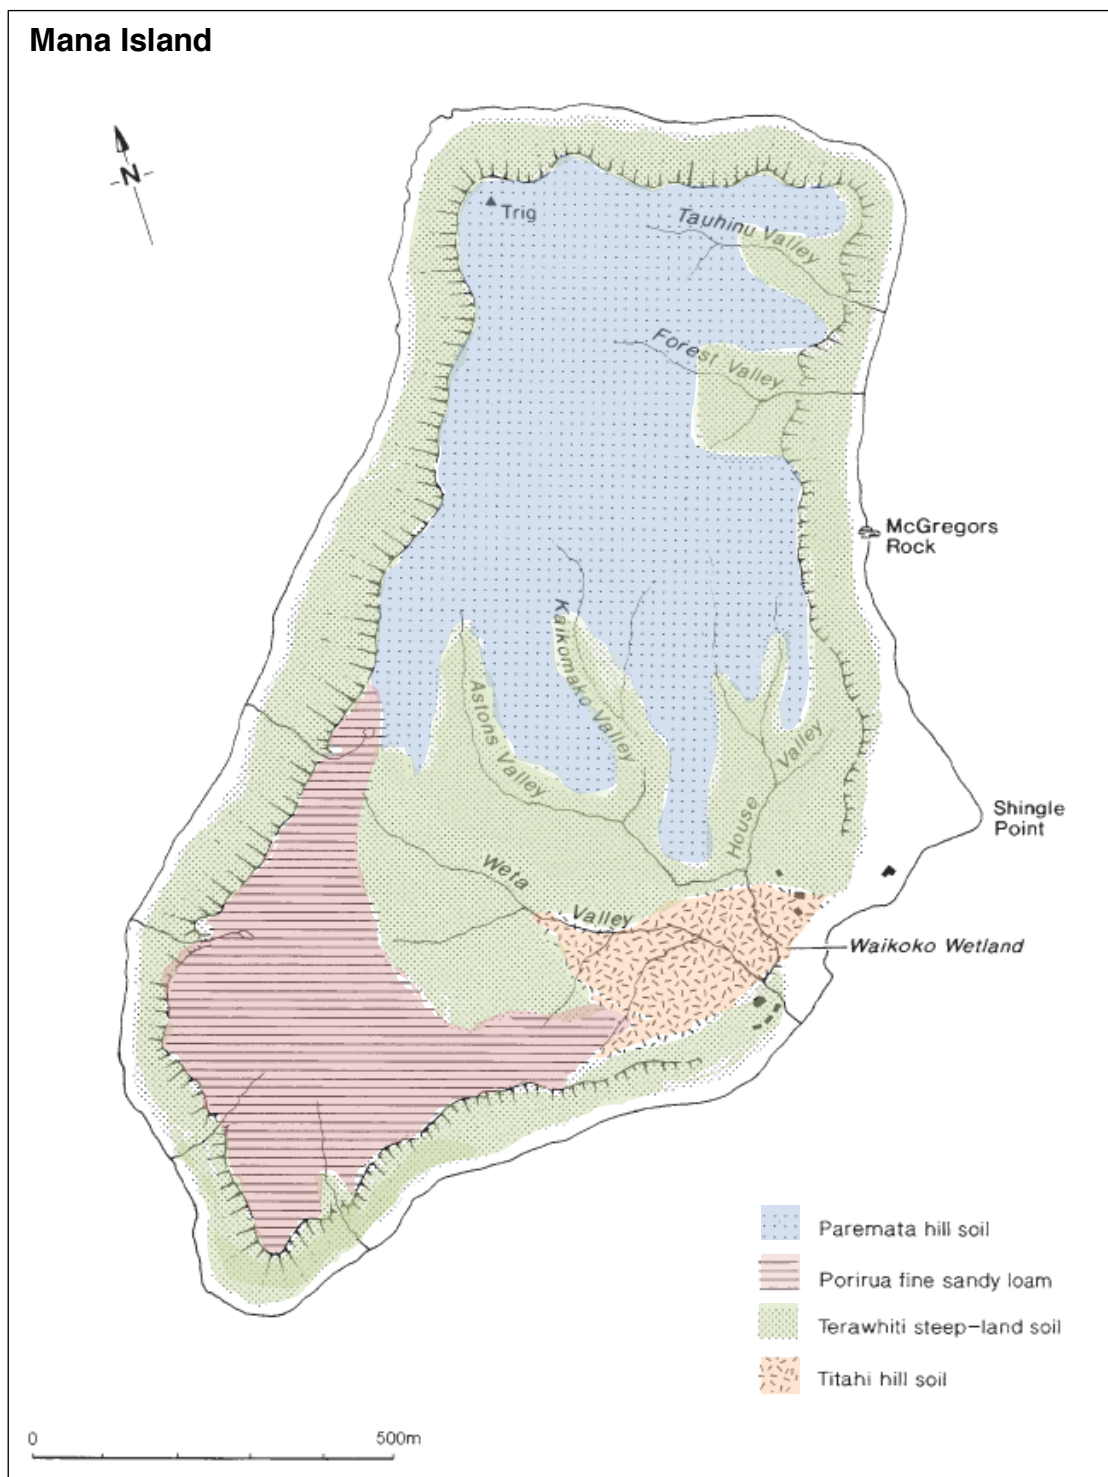 Mana Island
N
Trig
Tauhinu Valley
Forest Valley
McGregors
Rock
Kaikomako Valley
Astons Valley
House Valley
Shingle
Point
Weta Valley
Waikoko Wetland
Paremata hill soil
Porirua fine sandy loam
Terawhiti steep-land soil
Titahi hill soil
0 500m